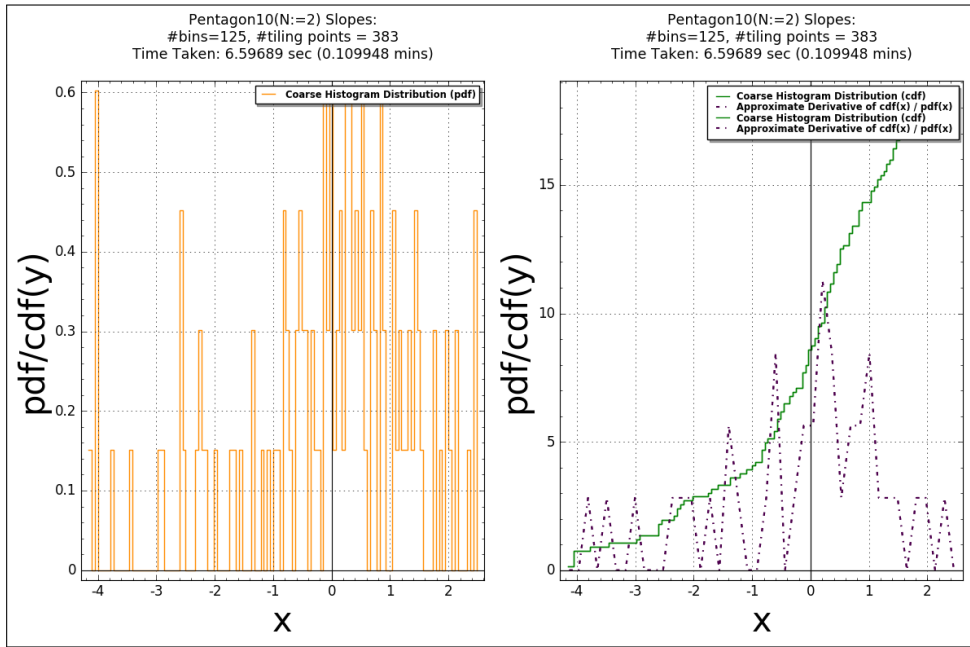 Pentagon10(N:=2) Slopes:
#bins=125, #tiling points = 383
Time Taken: 6.59689 sec (0.109948 mins)
Coarse Histogram Distribution (pdf)
pdf/cdf(y)
0.6
0.5
0.4
0.3
0.2
0.1
0
-4 -3 -2 -1 0 1 2
x
Pentagon10(N:=2) Slopes:
#bins=125, #tiling points = 383
Time Taken: 6.59689 sec (0.109948 mins)
Coarse Histogram Distribution (cdf)
Approximate Derivative of cdf(x) / pdf(x)
Coarse Histogram Distribution (cdf)
Approximate Derivative of cdf(x) / pdf(x)
pdf/cdf(y)
15
10
5
0
-4 -3 -2 -1 0 1 2
x